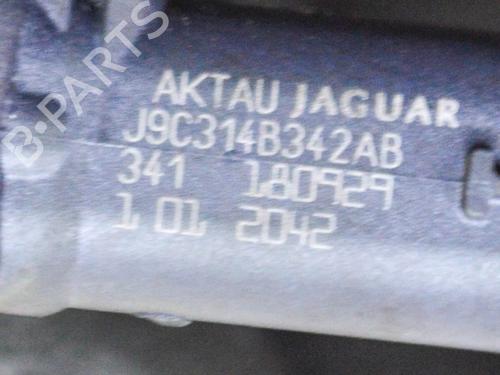 B-PARTS
AKTAU JAGUAR
J9C314B342AB
341 180929
1 01 2042